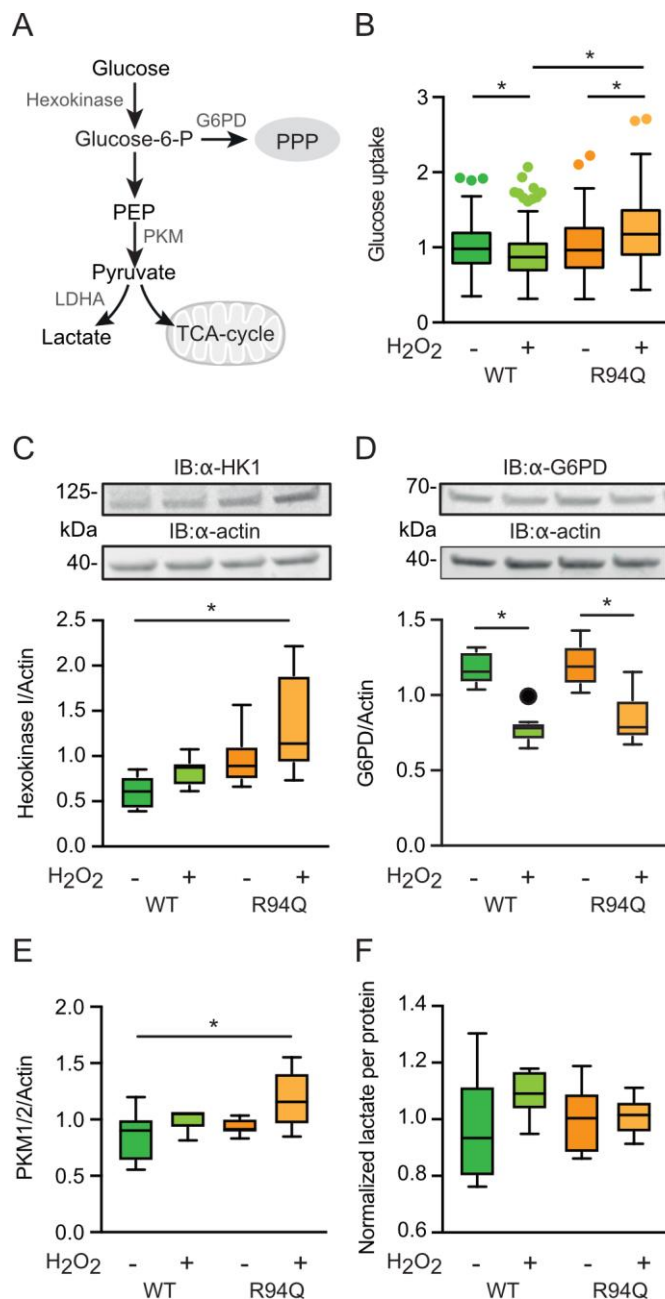 A
Glucose
Hexokinase
Glucose-6-P
G6PD
PPP
PEP
PKM
Pyruvate
LDHA
Lactate
TCA-cycle
B
* * *
Glucose uptake
3
2
1
0
H2O2 - + - +
WT R94Q
C
IB:α-HK1
125-
kDa
IB:α-actin
40-
*
Hexokinase I/Actin
2.5
2.0
1.5
1.0
0.5
0.0
H2O2 - + - +
WT R94Q
D
IB:α-G6PD
70-
kDa
IB:α-actin
40-
* *
G6PD/Actin
1.5
1.0
0.5
0.0
H2O2 - + - +
WT R94Q
E
*
PKM1/2/Actin
2.0
1.5
1.0
0.5
0.0
H2O2 - + - +
WT R94Q
F
Normalized lactate per protein
1.4
1.2
1.0
0.8
0.6
H2O2 - + - +
WT R94Q